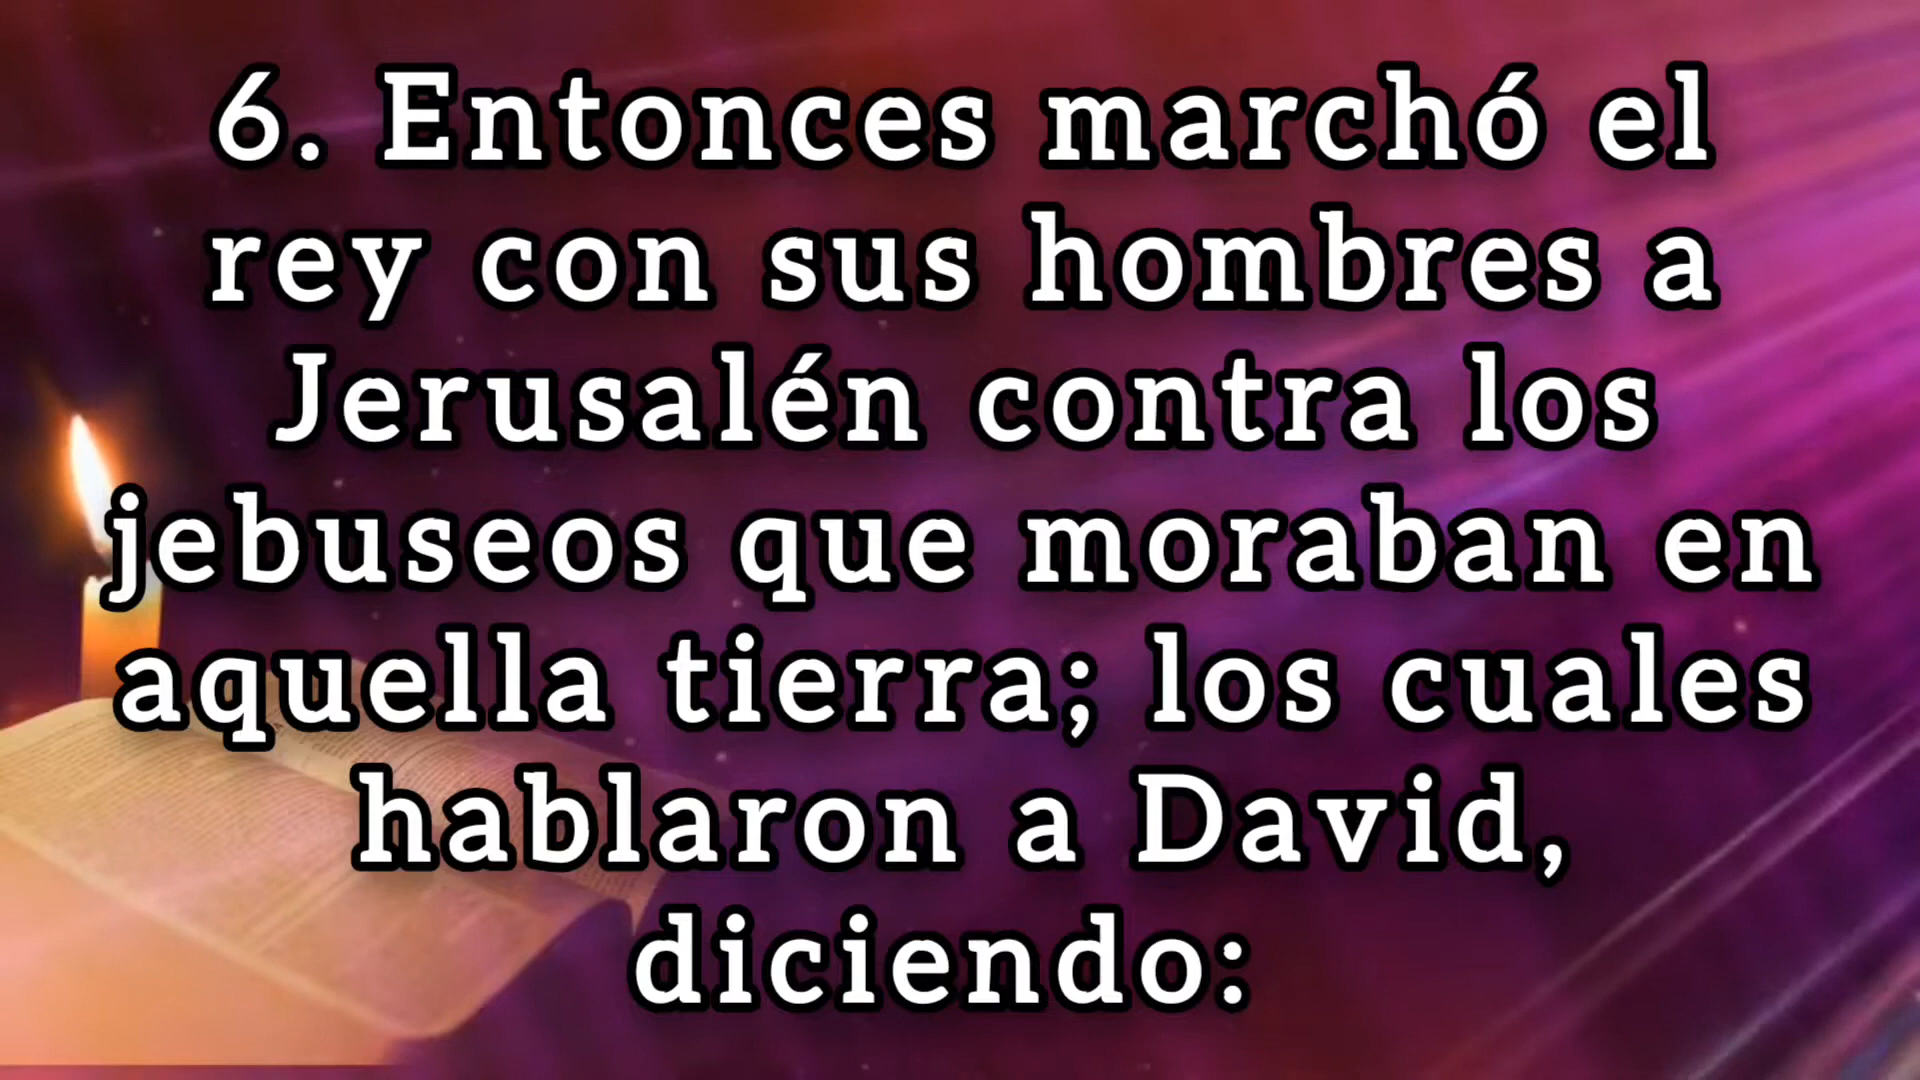 6. Entonces marchó el
rey con sus hombres a
Jerusalén contra los
jebuseos que moraban en
aquella tierra; los cuales
hablaron a David,
diciendo: